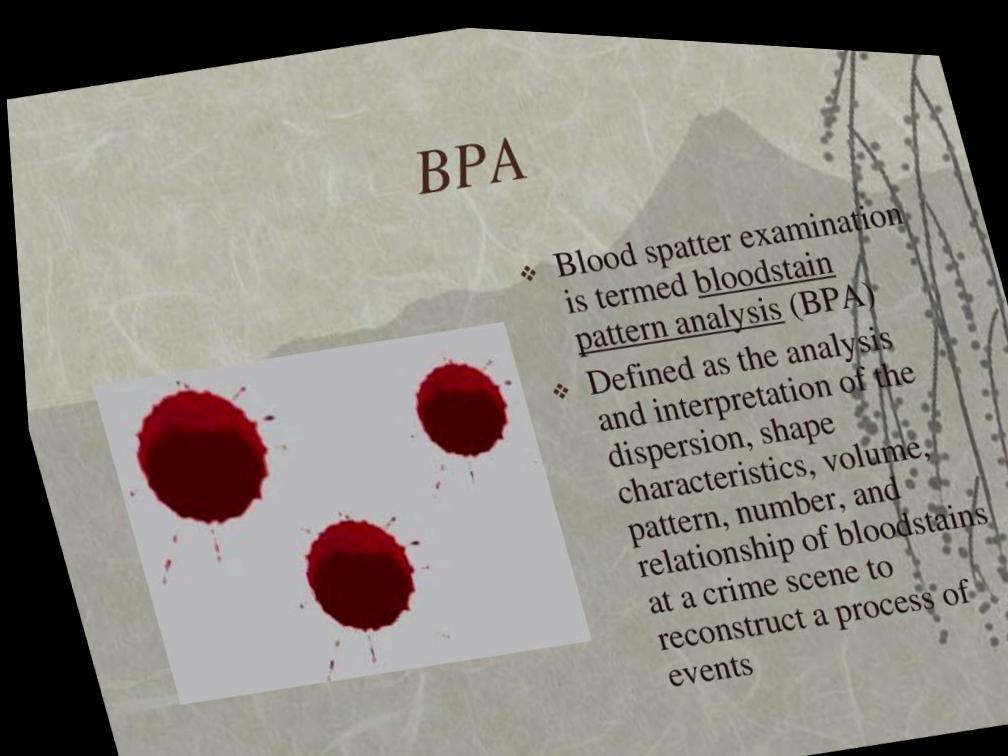 BPA
Blood spatter examination
is termed bloodstain
pattern analysis (BPA)
Defined as the analysis
and interpretation of the
dispersion, shape
characteristics, volume,
pattern, number, and
relationship of bloodstains
at a crime scene to
reconstruct a process of
events